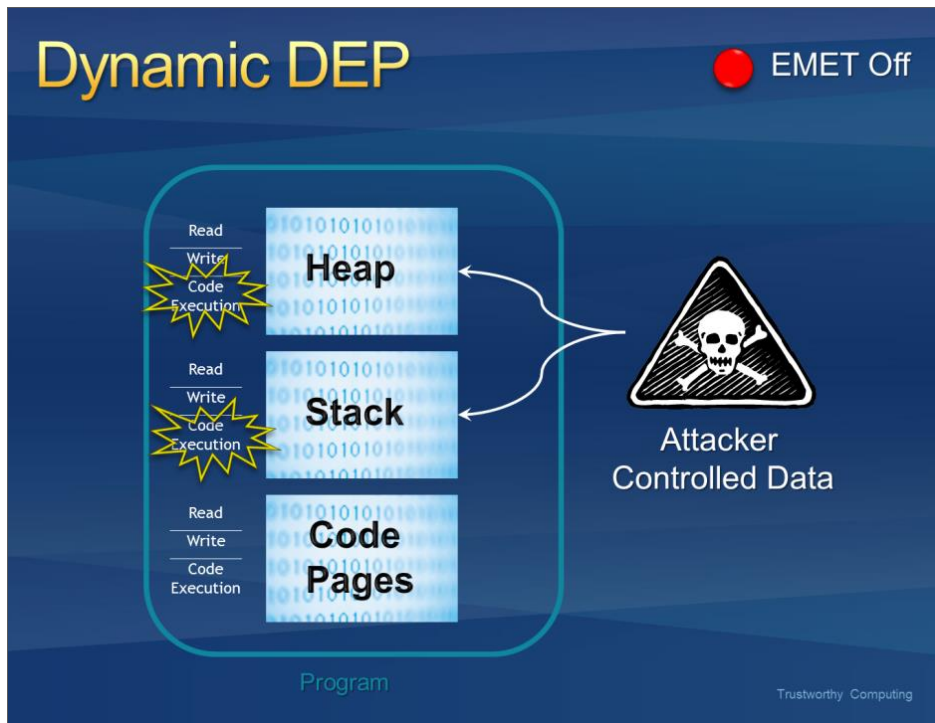 Dynamic DEP
EMET Off
Read
Write
Code
Execution
Heap
Read
Write
Code
Execution
Stack
Read
Write
Code
Execution
Code
Pages
Attacker
Controlled Data
Program
Trustworthy Computing